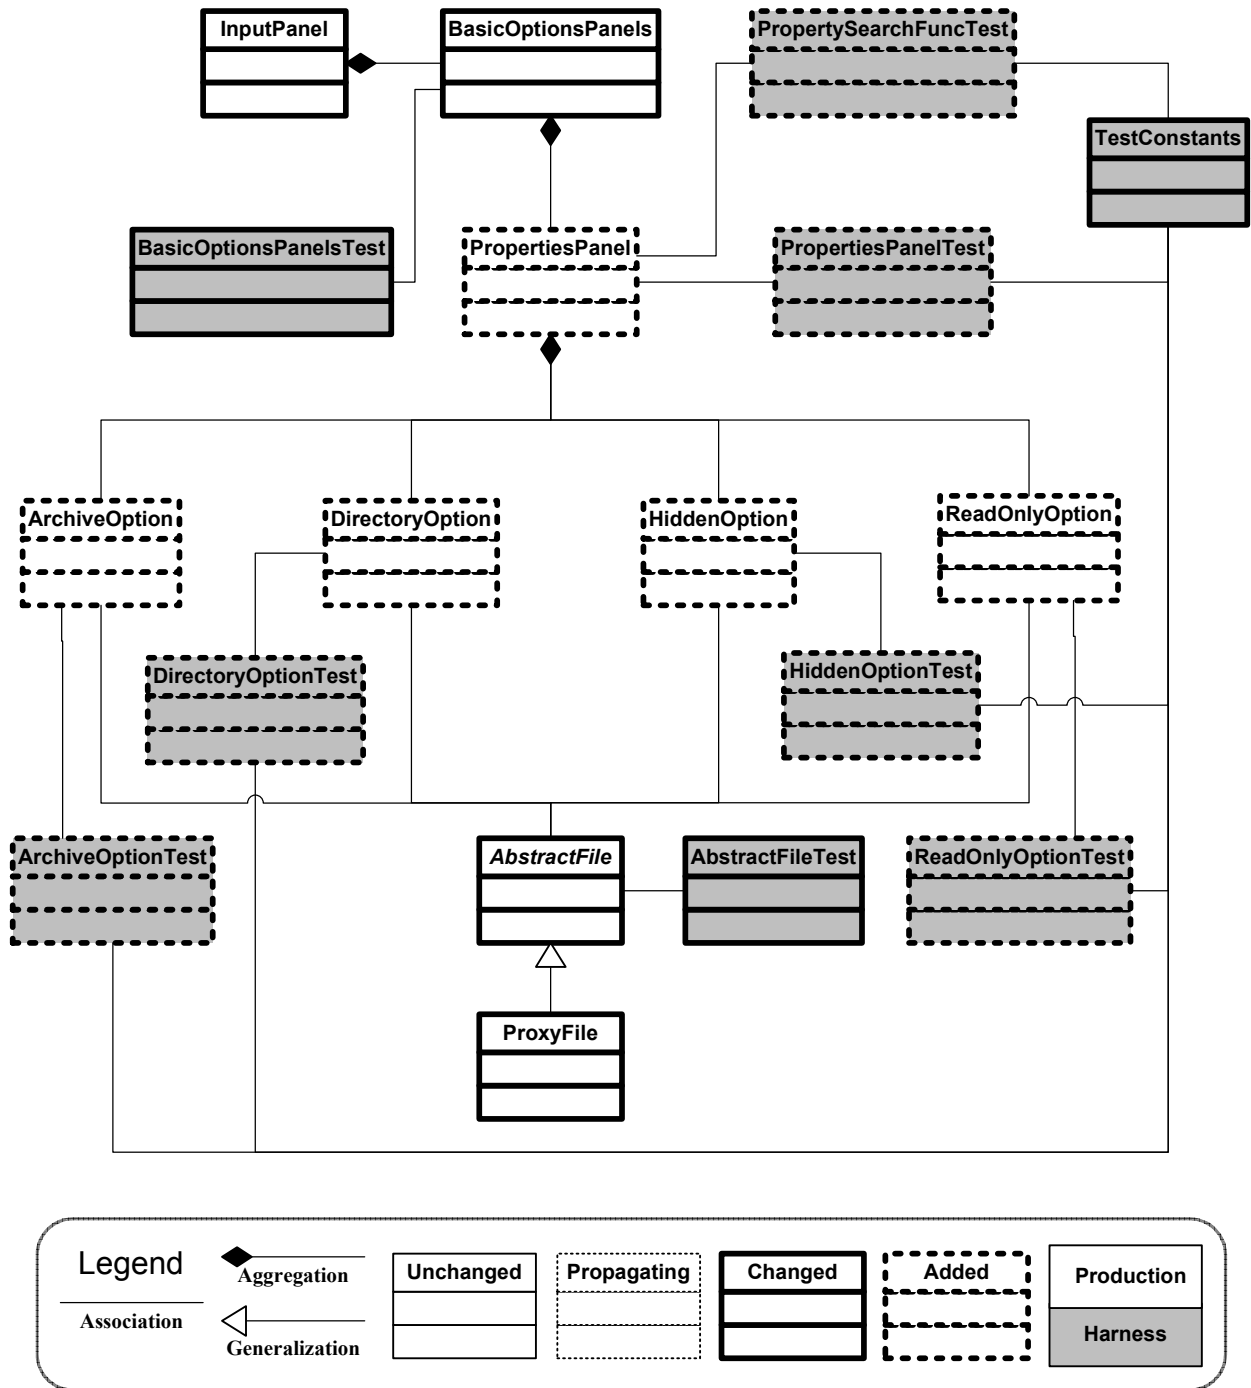 InputPanel
BasicOptionsPanels
PropertySearchFuncTest
TestConstants
BasicOptionsPanelsTest
PropertiesPanel
PropertiesPanelTest
ArchiveOption
DirectoryOption
HiddenOption
ReadOnlyOption
DirectoryOptionTest
HiddenOptionTest
ArchiveOptionTest
AbstractFile
AbstractFileTest
ReadOnlyOptionTest
ProxyFile
Legend
Association
Aggregation
Generalization
Unchanged
Propagating
Changed
Added
Production
Harness